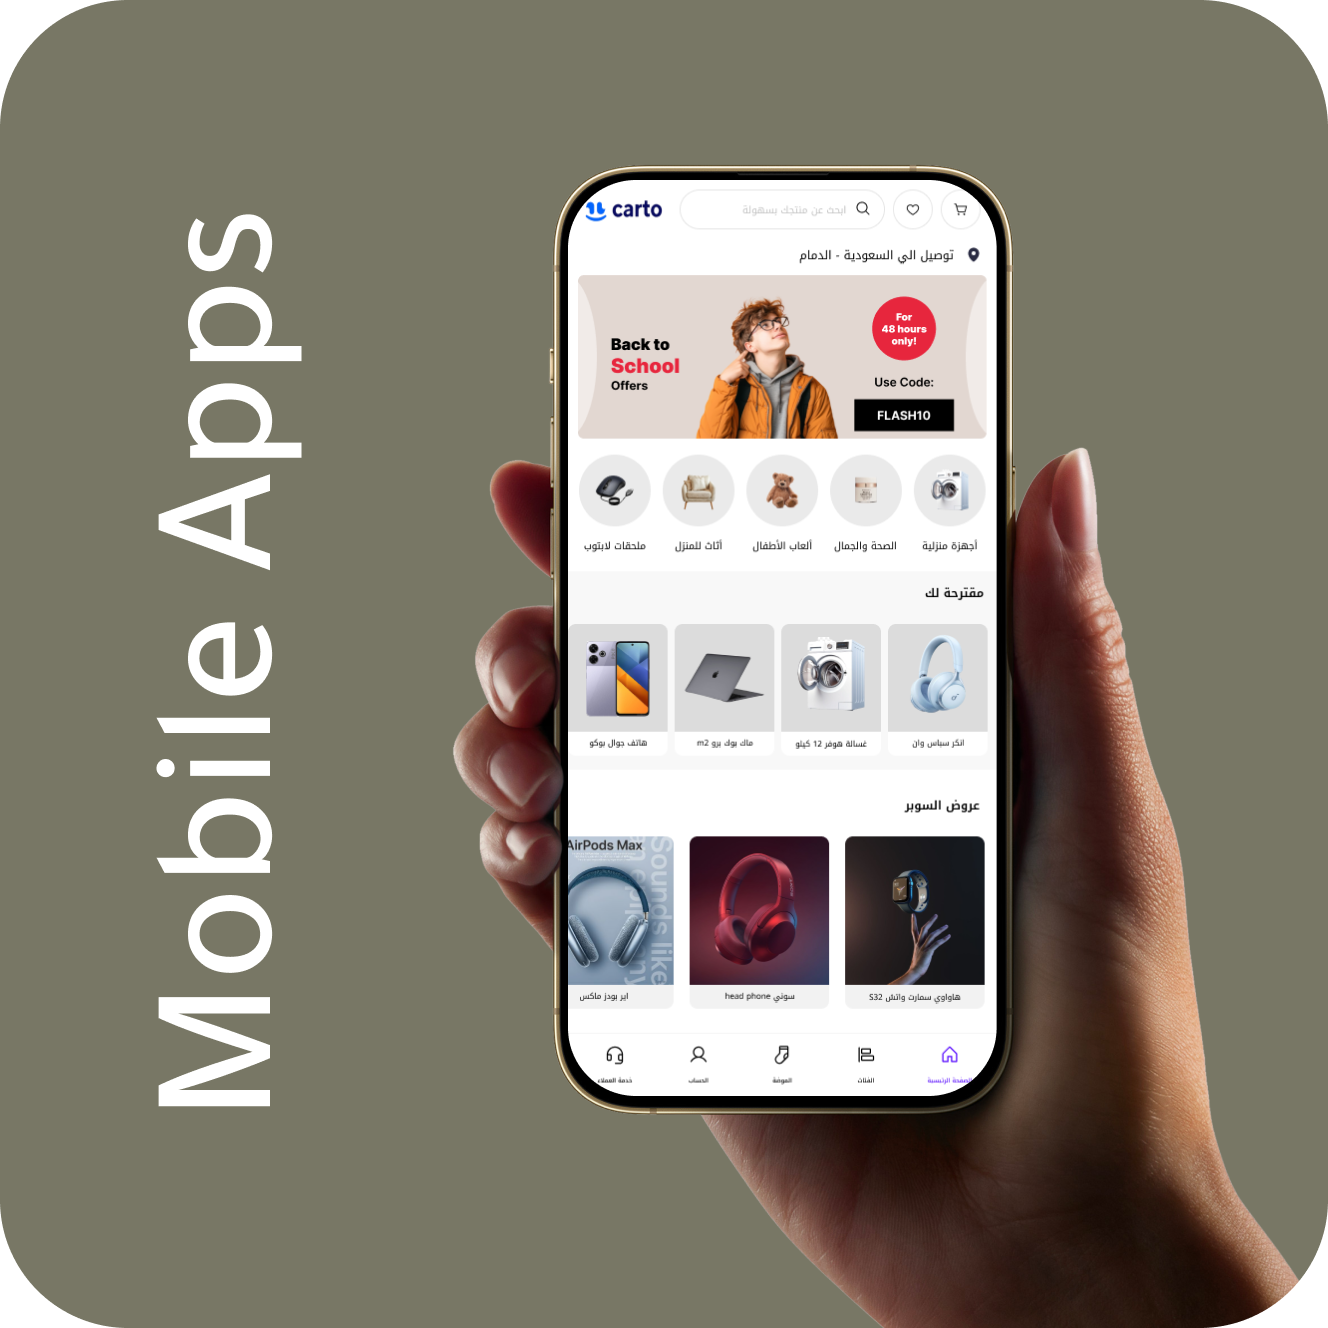 Mobile Apps
carto
ابحث عن منتجك بسهولة
توصيل الي السعودية - الدمام
Back to
School
Offers
For
48 hours
only!
Use Code:
FLASH10
أجهزة منزلية
الصحة والجمال
ألعاب الأطفال
أثاث للمنزل
ملحقات لابتوب
مقترحة لك
انكر سباس وان
غسالة هوفر 12 كيلو
ماك بوك برو m2
هاتف جوال بوكو
عروض السوبر
AirPods Max
Sounds like
هاواوي سمارت واتش S32
سوني head phone
اير بودز ماكس
الصفحة الرئيسية
الفئات
الموضة
الحساب
خدمة العملاء